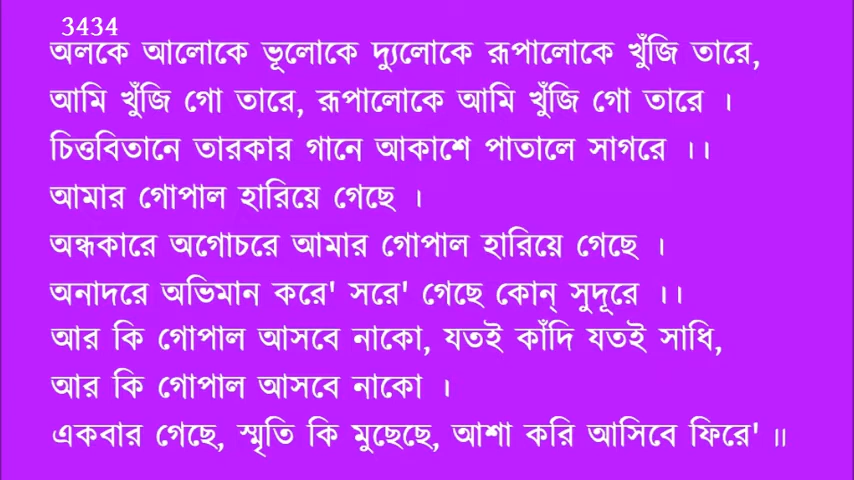 3434
অলকে আলোকে ভূলোকে দ্যুলোকে রূপালোকে খুঁজি তারে,
আমি খুঁজি গো তারে, রূপালোকে আমি খুঁজি গো তারে ।
চিত্তবিতানে তারকার গানে আকাশে পাতালে সাগরে ।।
আমার গোপাল হারিয়ে গেছে ।
অন্ধকারে অগোচরে আমার গোপাল হারিয়ে গেছে ।
অনাদরে অভিমান করে' সরে' গেছে কোন্ সুদূরে ।।
আর কি গোপাল আসবে নাকো, যতই কাঁদি যতই সাধি,
আর কি গোপাল আসবে নাকো ।
একবার গেছে, স্মৃতি কি মুছেছে, আশা করি আসিবে ফিরে' ॥